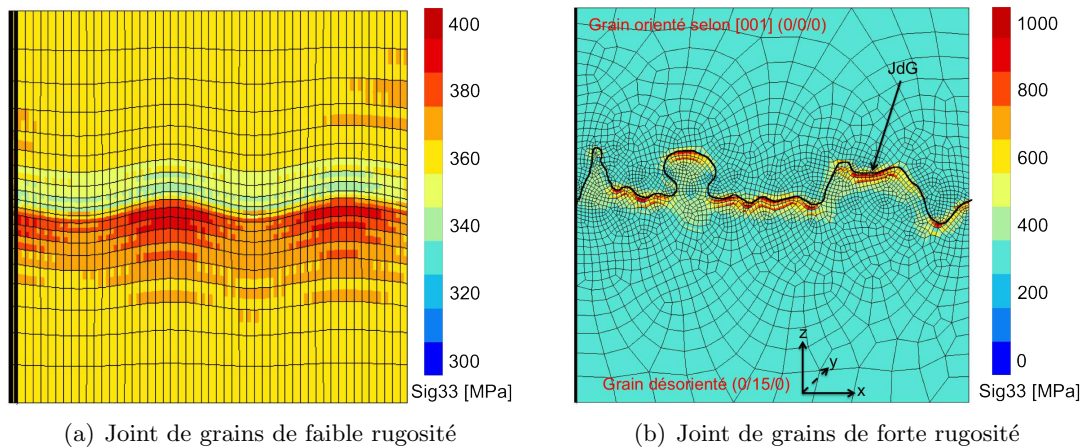 400
380
360
340
320
300
Sig33 [MPa]
(a) Joint de grains de faible rugosité
Grain orienté selon [001] (0/0/0)
JdG
z
y
x
Grain désorienté (0/15/0)
1000
800
600
400
200
0
Sig33 [MPa]
(b) Joint de grains de forte rugosité